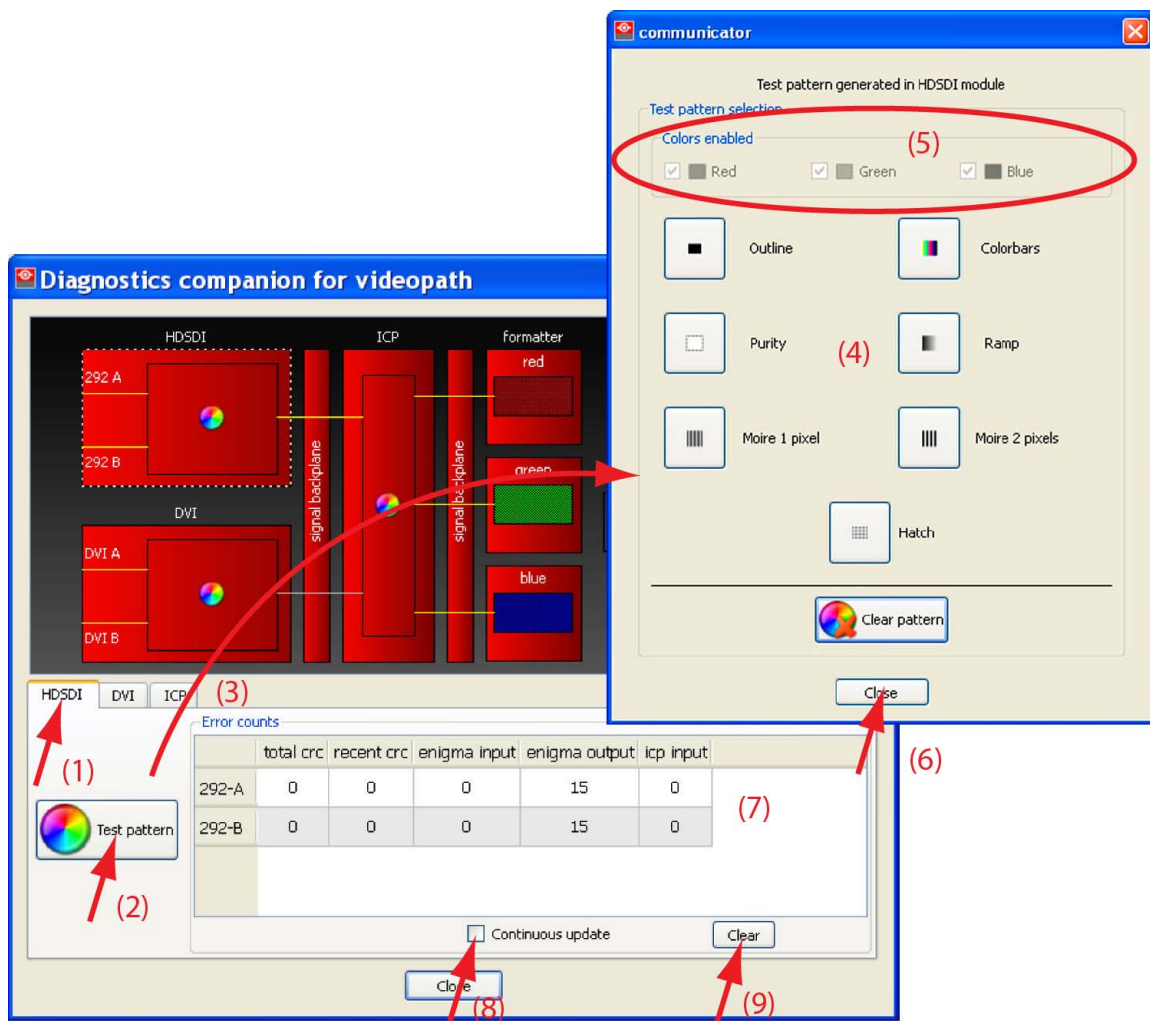 communicator
Test pattern generated in HDSDI module
Test pattern selection
Colors enabled
(5)
Red Green Blue
Outline Colorbars
Purity (4) Ramp
Moire 1 pixel Moire 2 pixels
Hatch
Clear pattern
Close
(6)
Diagnostics companion for videopath
HDSDI ICP formatter
red
292 A
292 B
signal backplane
signal backplane
green
DVI
DVI A
blue
DVI B
HDSDI DVI ICP (3)
(1)
Test pattern
(2)
Error counts
total crc recent crc enigma input enigma output icp input
292-A 0 0 0 15 0
292-B 0 0 0 15 0
(7)
Continuous update Clear
Close
(8) (9)